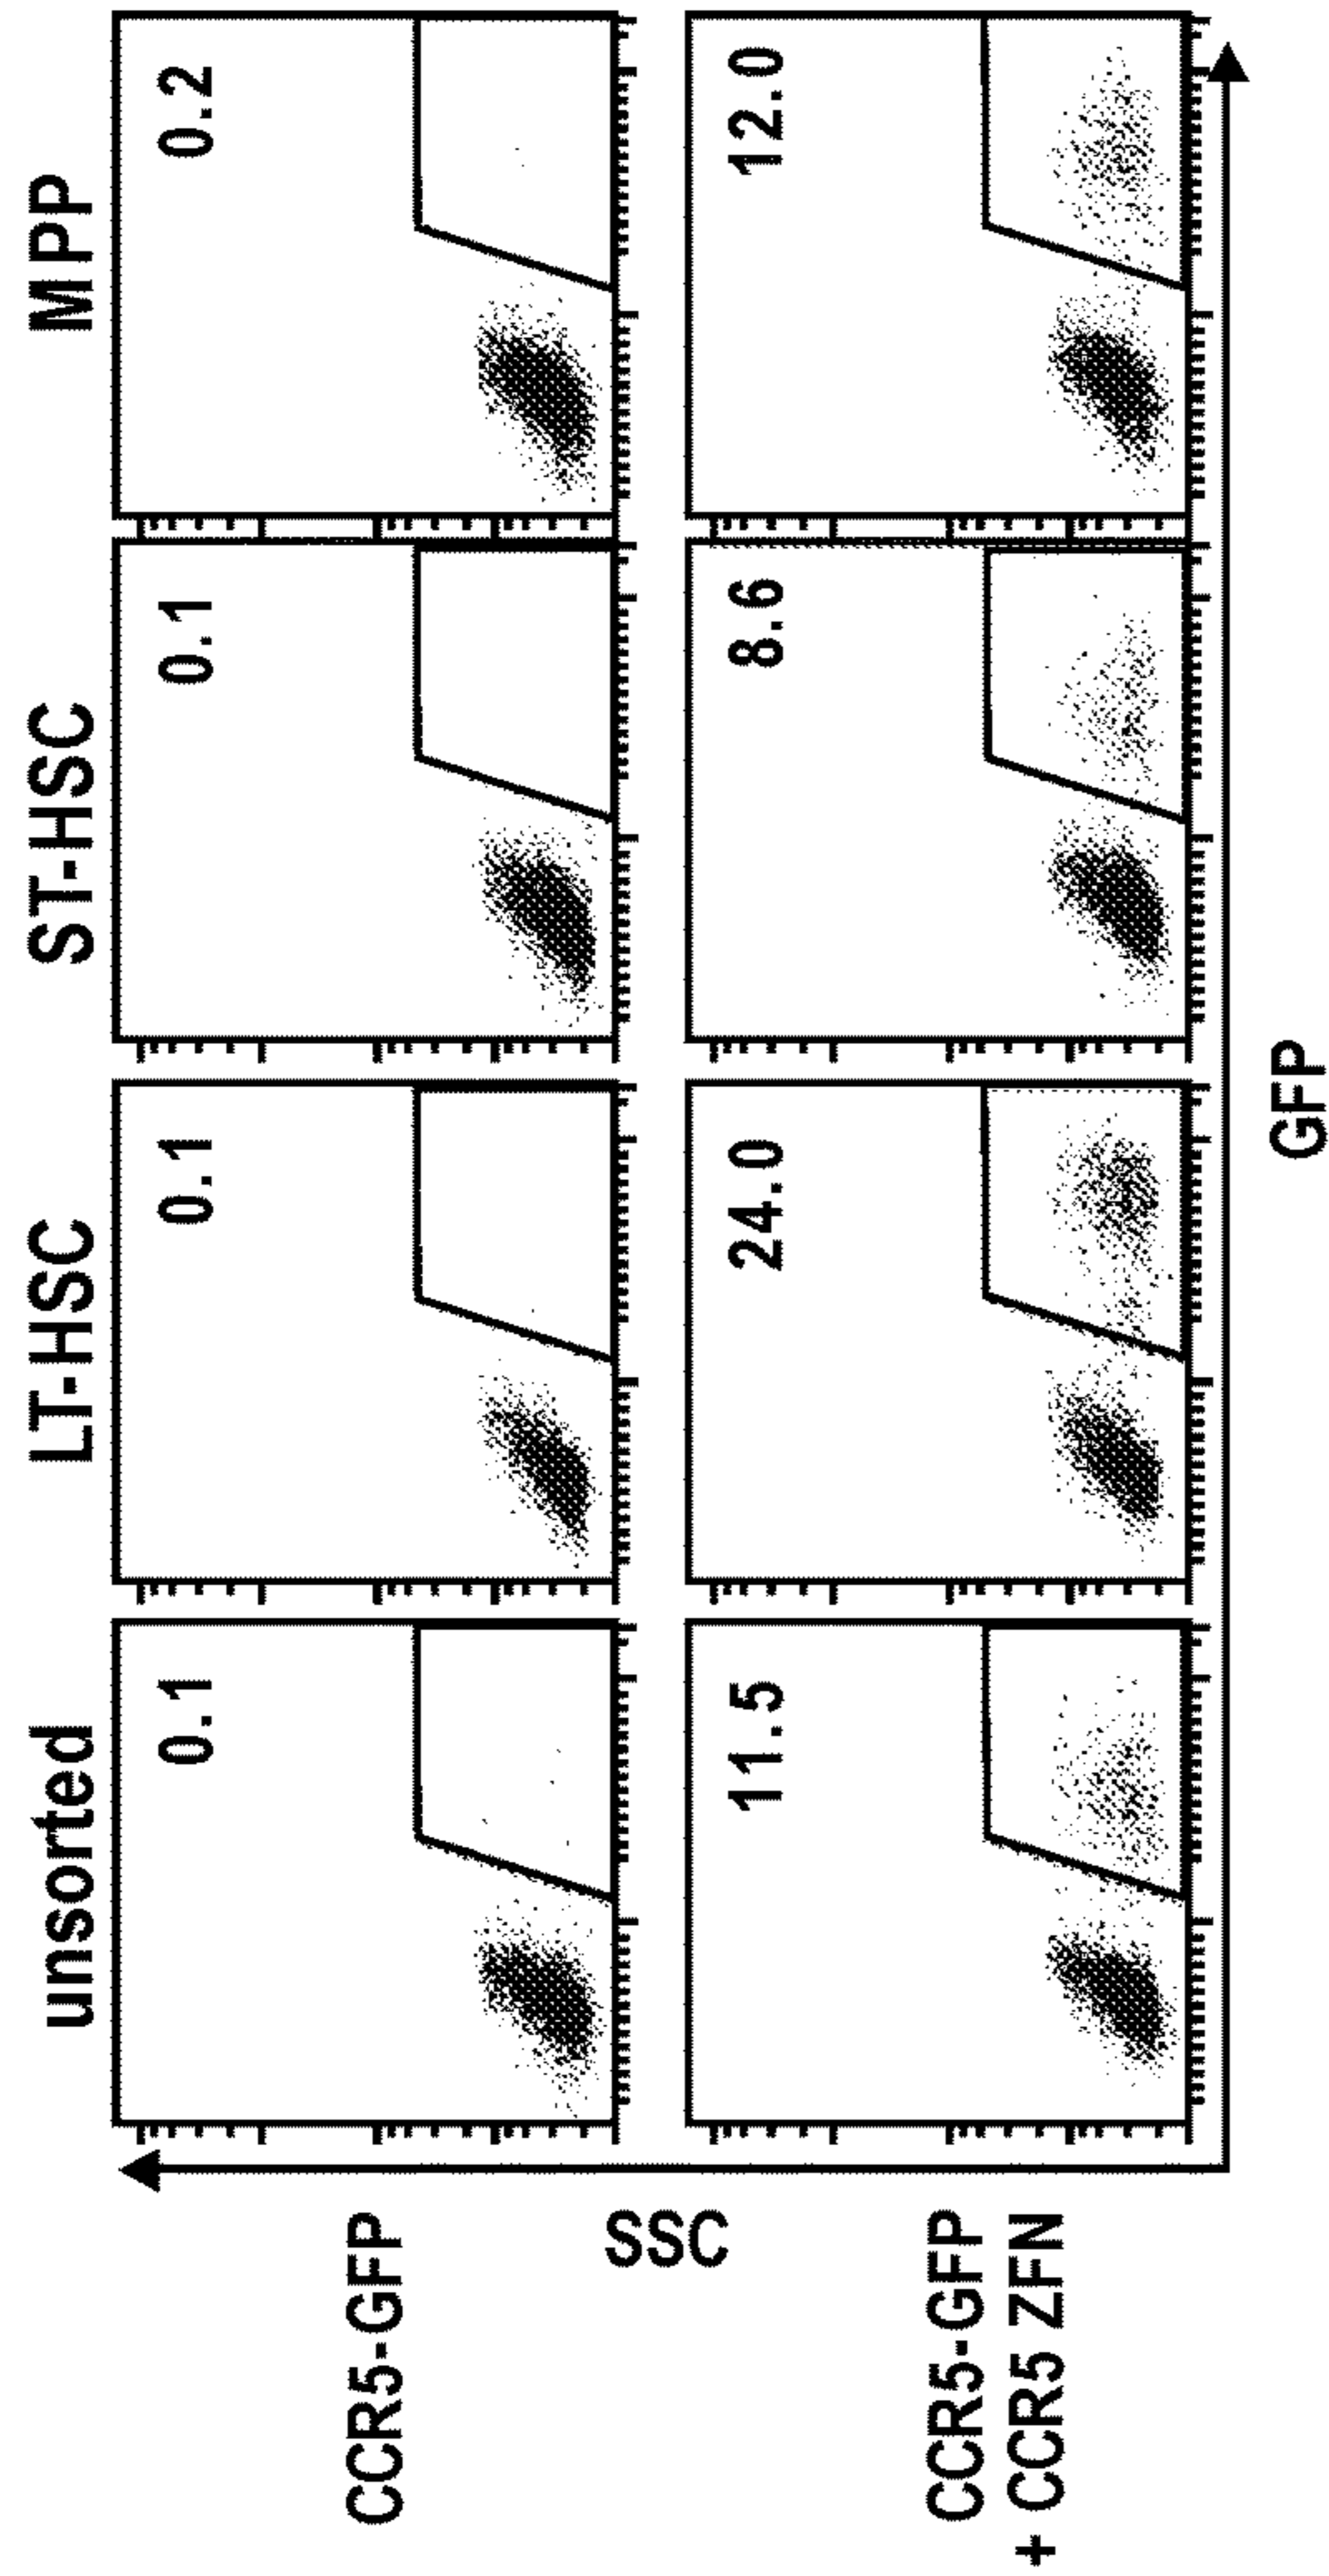 unsorted LT-HSC ST-HSC MPP
CCR5-GFP
0.1 0.1 0.1 0.2
SSC
CCR5-GFP
+ CCR5 ZFN
11.5 24.0 8.6 12.0
GFP